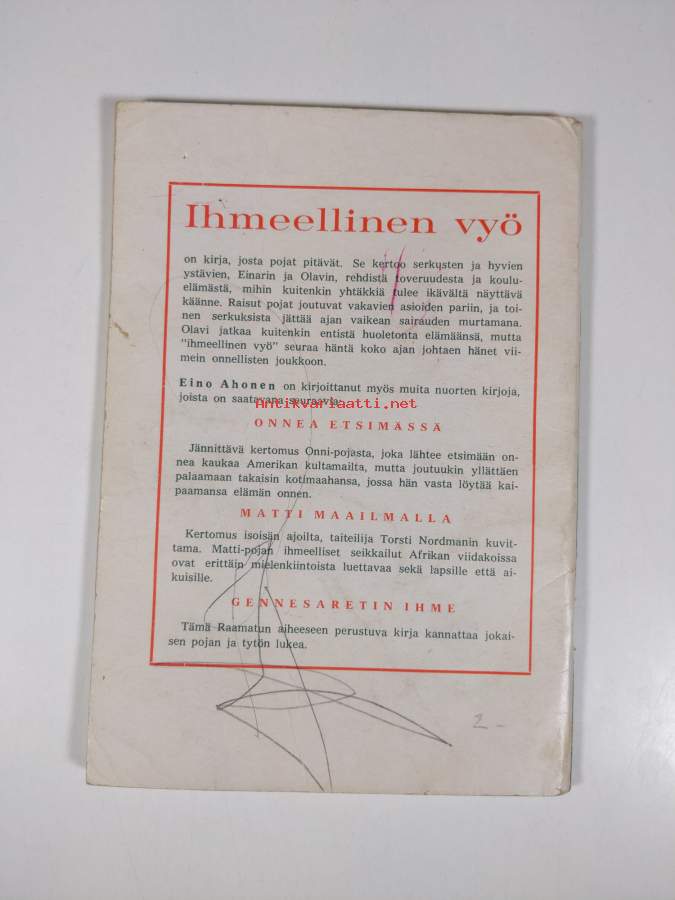 Ihmeellinen vyö
on kirja, josta pojat pitävät. Se kertoo serkusten ja hyvien
ystävien, Einarin ja Olavin, rehdistä toveruudesta ja koulu-
elämästä, mihin kuitenkin yhtäkkiä tulee ikävältä näyttävä
käänne. Raisut pojat joutuvat vakavien asioiden pariin, ja toi-
nen serkuksista jättää ajan vaikean sairauden murtamana.
Olavi jatkaa kuitenkin entistä huoletonta elämäänsä, mutta
"ihmeellinen vyö" seuraa häntä koko ajan johtaen hänet vii-
mein onnellisten joukkoon.
Eino Ahonen on kirjoittanut myös muita nuorten kirjoja,
joista on saatavana seuraavia:
Antikvariaatti.net
ONNEA ETSIMÄSSÄ
Jännittävä kertomus Onni-pojasta, joka lähtee etsimään on-
nea kaukaa Amerikan kultamailta, mutta joutuukin yllättäen
palaamaan takaisin kotimaahansa, jossa hän vasta löytää kai-
paamansa elämän onnen.
MATTI MAAILMALLA
Kertomus isoisän ajoilta, taiteilija Torsti Nordmanin kuvit-
tama. Matti-pojan ihmeelliset seikkailut Afrikan viidakoissa
ovat erittäin mielenkiintoista luettavaa sekä lapsille että ai-
kuisille.
GENNESARETIN IHME
Tämä Raamatun aiheeseen perustuva kirja kannattaa jokai-
sen pojan ja tytön lukea.
2-